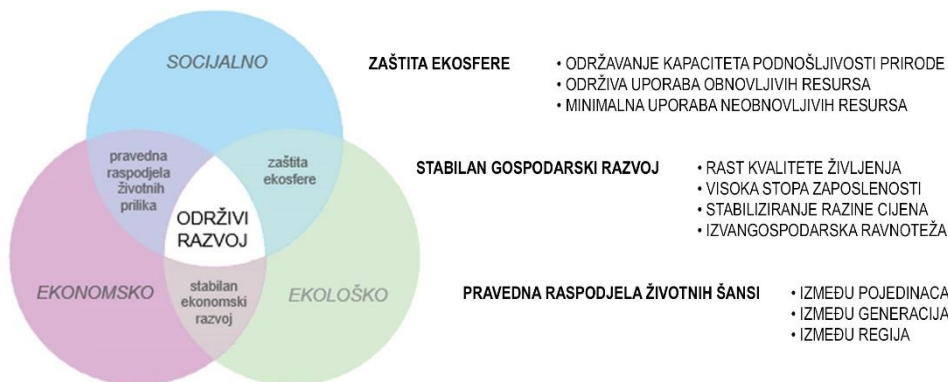 SOCIJALNO
pravedna
raspodjela
životnih
prilika
zaštita
ekosfere
ODRŽIVI
RAZVOJ
EKONOMSKO
stabilan
ekonomski
razvoj
EKOLOŠKO
ZAŠTITA EKOSFERE
• ODRŽAVANJE KAPACITETA PODNOŠLJIVOSTI PRIRODE
• ODRŽIVA UPORABA OBNOVLJIVIH RESURSA
• MINIMALNA UPORABA NEOBNOVLJIVIH RESURSA
STABILAN GOSPODARSKI RAZVOJ
• RAST KVALITETE ŽIVLJENJA
• VISOKA STOPA ZAPOSLENOSTI
• STABILIZIRANJE RAZINE CIJENA
• IZVANGOSPODARSKA RAVNOTEŽA
PRAVEDNA RASPODJELA ŽIVOTNIH ŠANSI
• IZMEĐU POJEDINACA
• IZMEĐU GENERACIJA
• IZMEĐU REGIJA